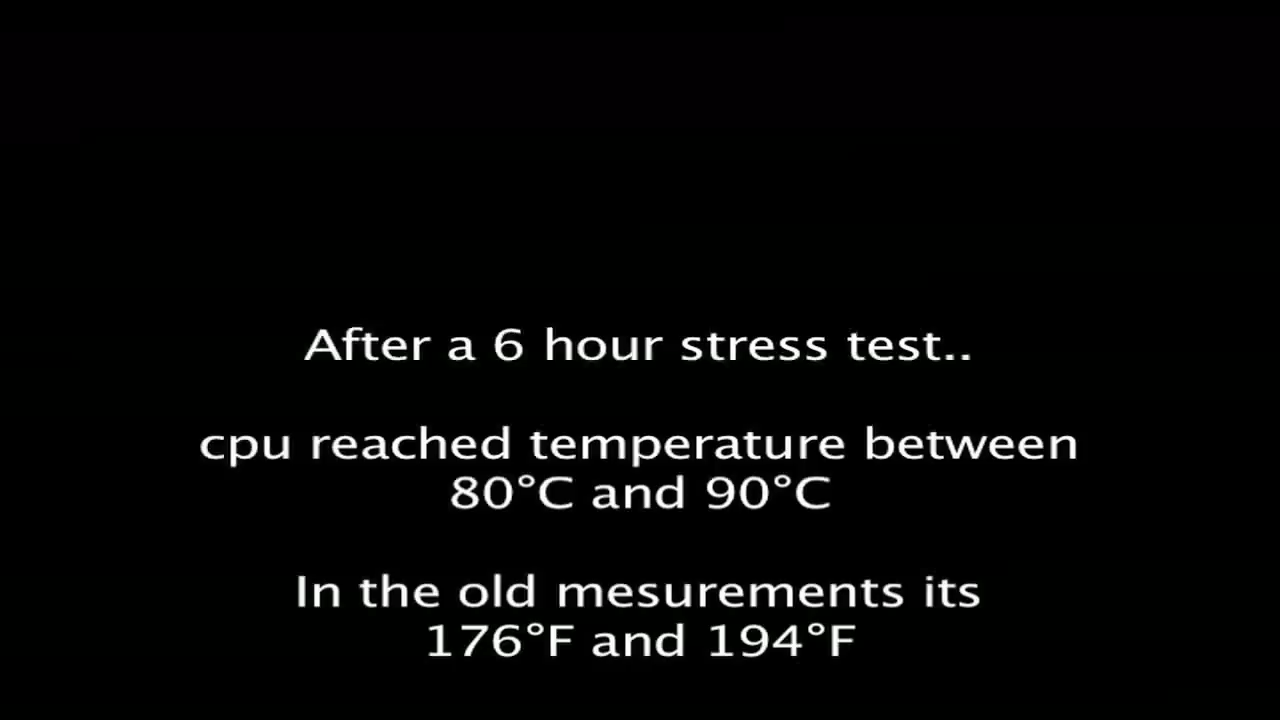 After a 6 hour stress test..
cpu reached temperature between
80°C and 90°C
In the old mesurements its
176°F and 194°F